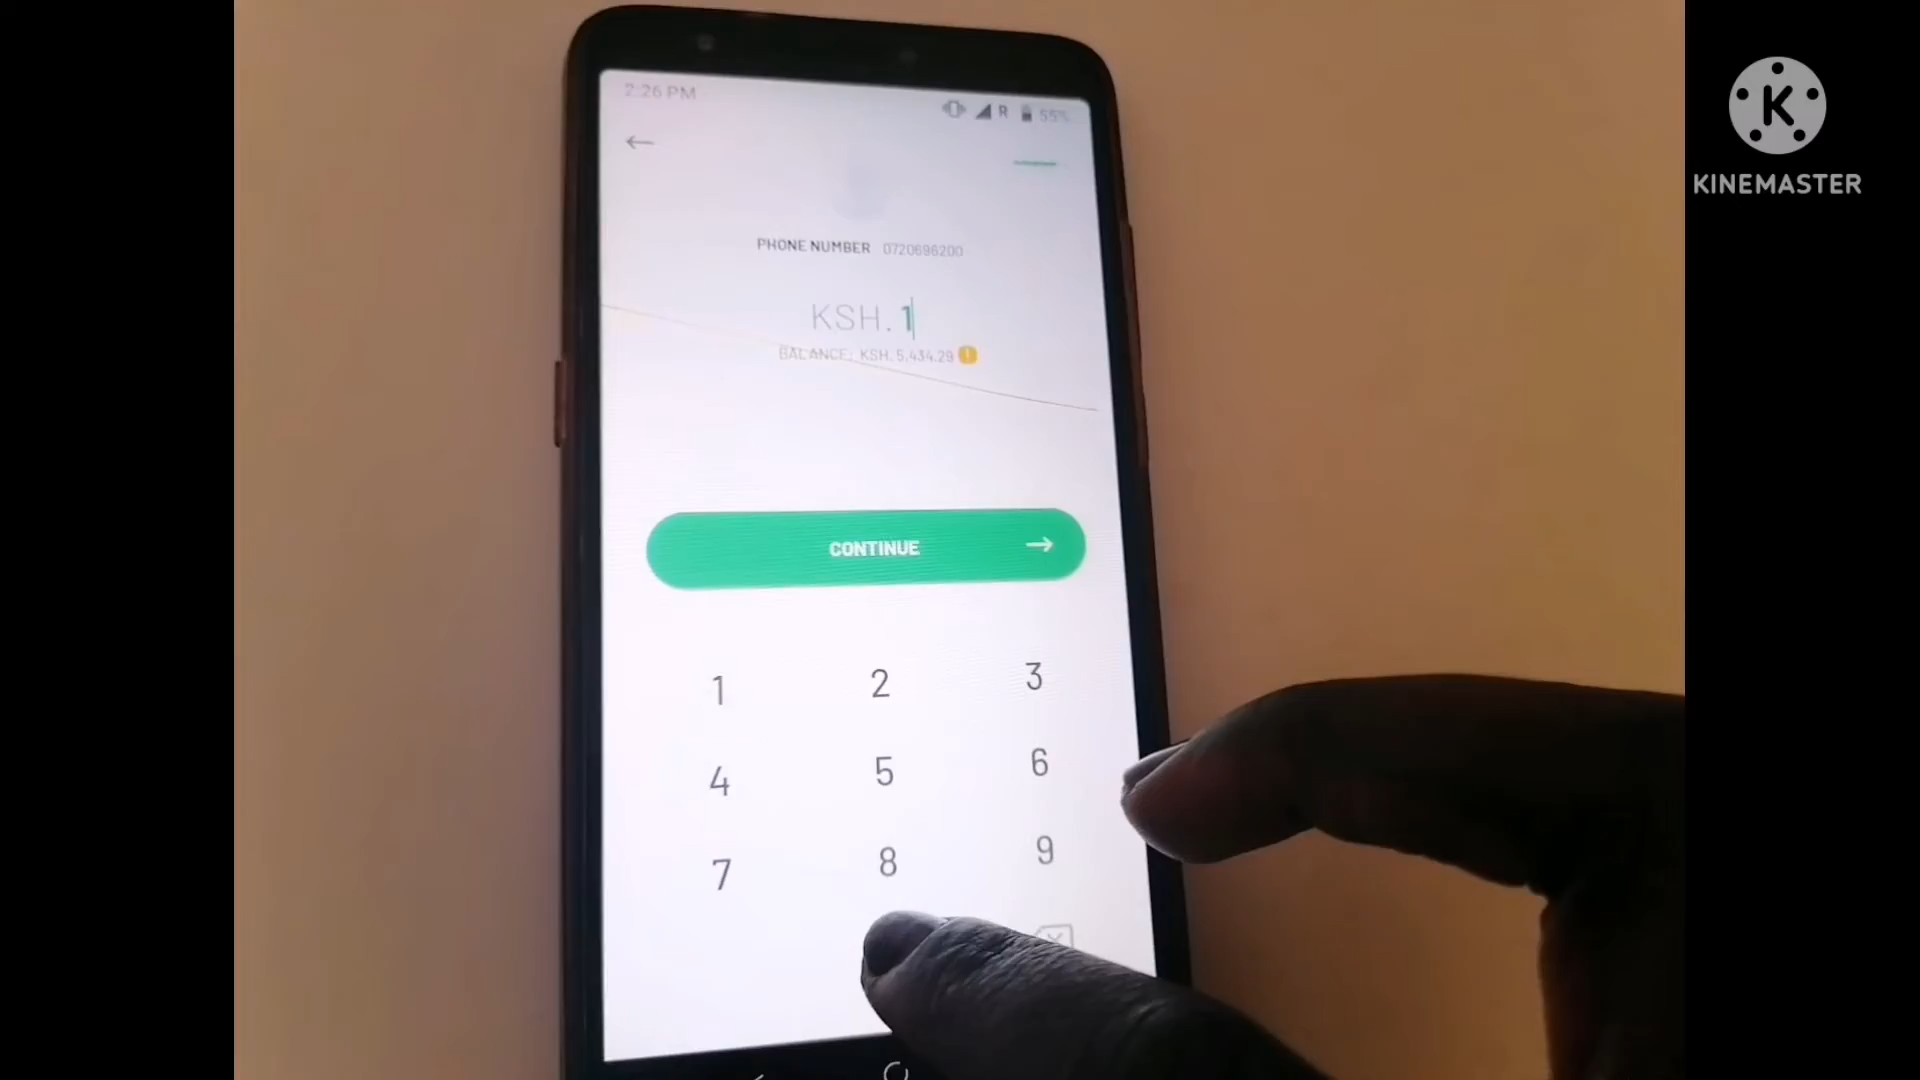 2:26 PM
R 55%
PHONE NUMBER 0720696200
KSH. 1
BALANCE: KSH. 5,434.29
CONTINUE
1 2 3
4 5 6
7 8 9
K
KINEMASTER